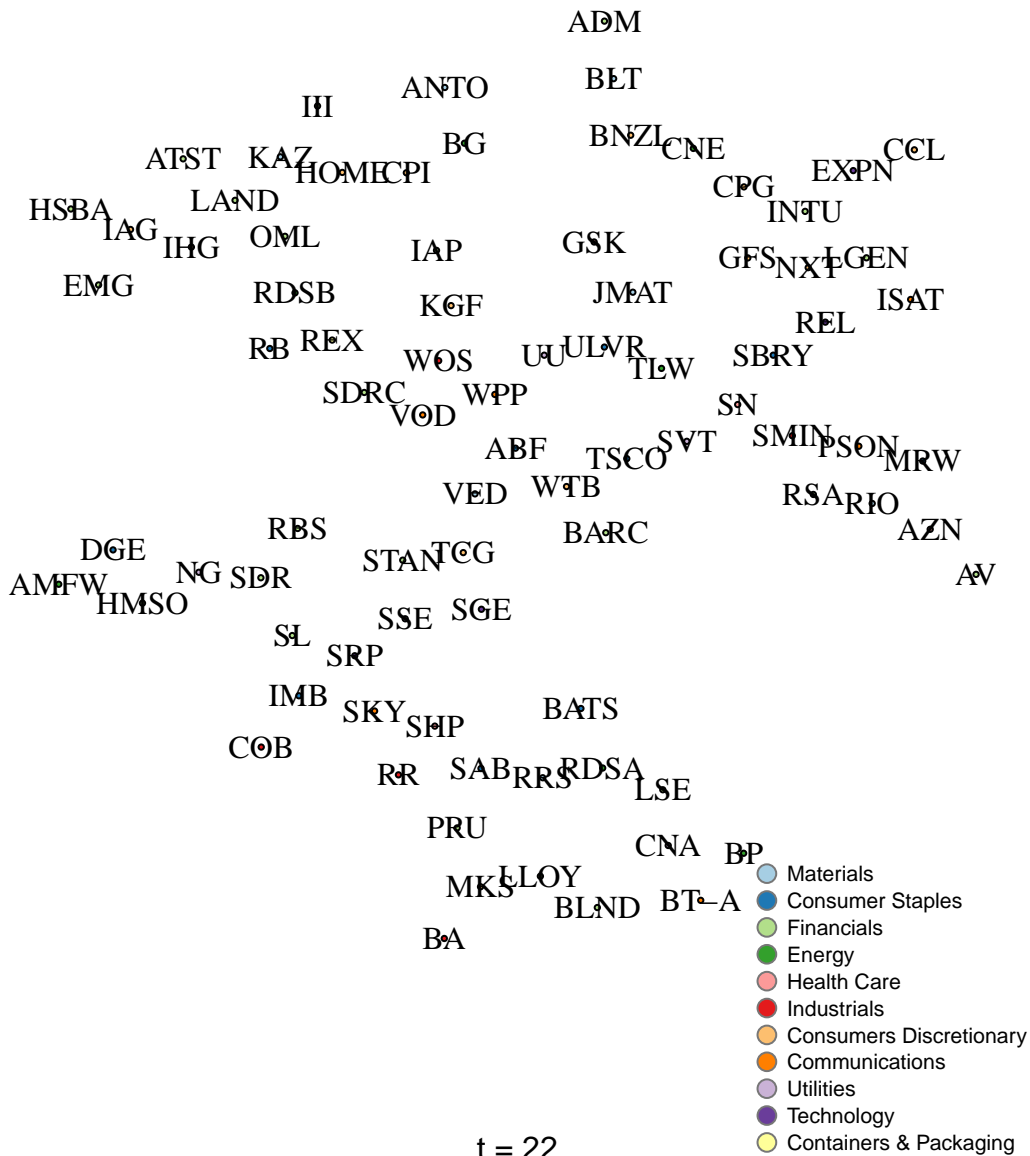 ADM
BLT
ANTO
III
BNZL
BG
CNE
CCL
ATST
KAZ
HOME
CPI
EXPN
CPG
LAND
HSBA
INTU
IAG
IHG
OML
IAP
GSK
GFS
NXT
LGEN
EMG
RDSB
KGF
JMAT
ISAT
REL
RB
REX
WOS
UU
ULVR
TLW
SBRY
SDRC
VOD
WPP
SN
ABF
TSCO
SVT
SMIN
PSON
MRW
VED
WTB
RSA
RIO
RBS
BARC
AZN
DGE
STAN
TCG
AMFW
NG
SDR
AV
HMSO
SSE
SGE
SL
SRP
IMB
SKY
SHP
BATS
COB
RR
SAB
RRS
RDSA
LSE
PRU
CNA
BP
MKS
LLOY
BLND
BT–A
BA
Materials
Consumer Staples
Financials
Energy
Health Care
Industrials
Consumers Discretionary
Communications
Utilities
Technology
Containers & Packaging
t = 22